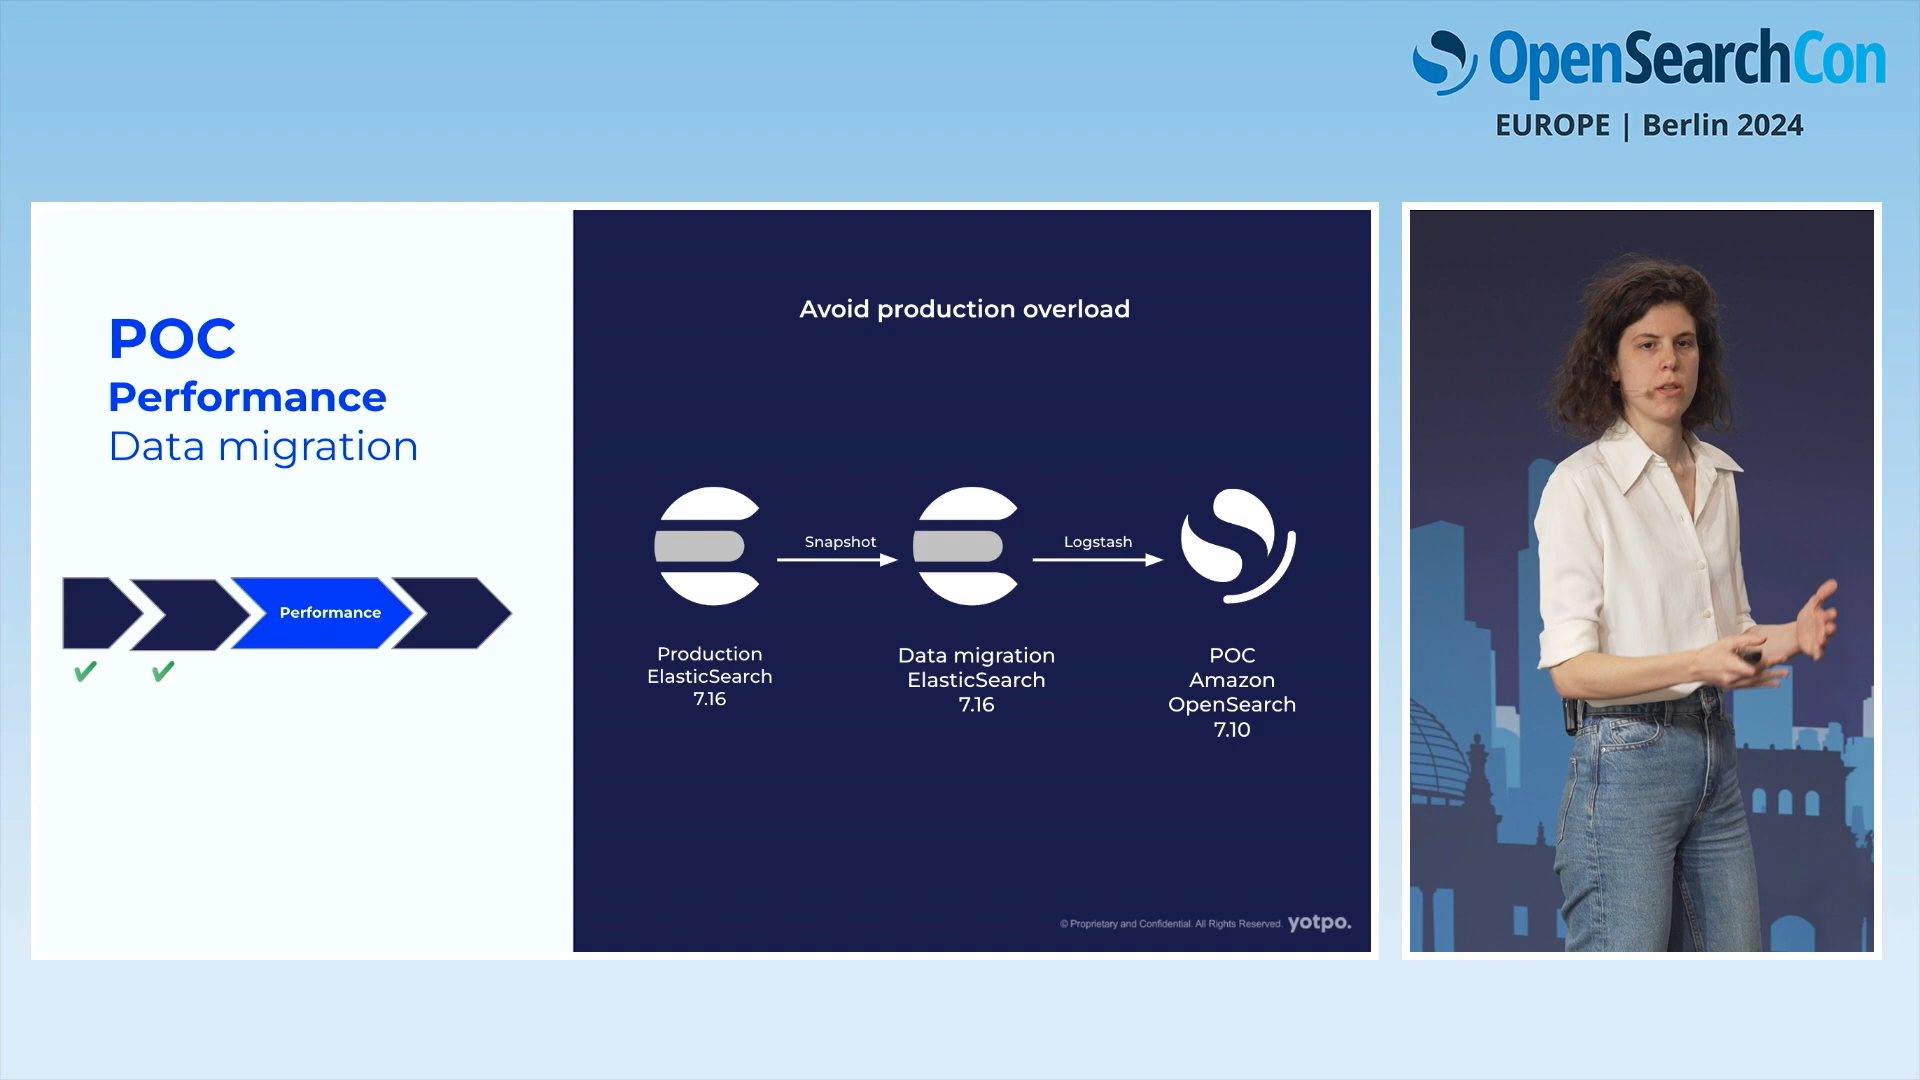 OpenSearchCon
EUROPE | Berlin 2024
POC
Performance
Data migration
Performance
Avoid production overload
Snapshot
Logstash
Production
ElasticSearch
7.16
Data migration
ElasticSearch
7.16
POC
Amazon
OpenSearch
7.10
© Proprietary and Confidential. All Rights Reserved. yotpo.